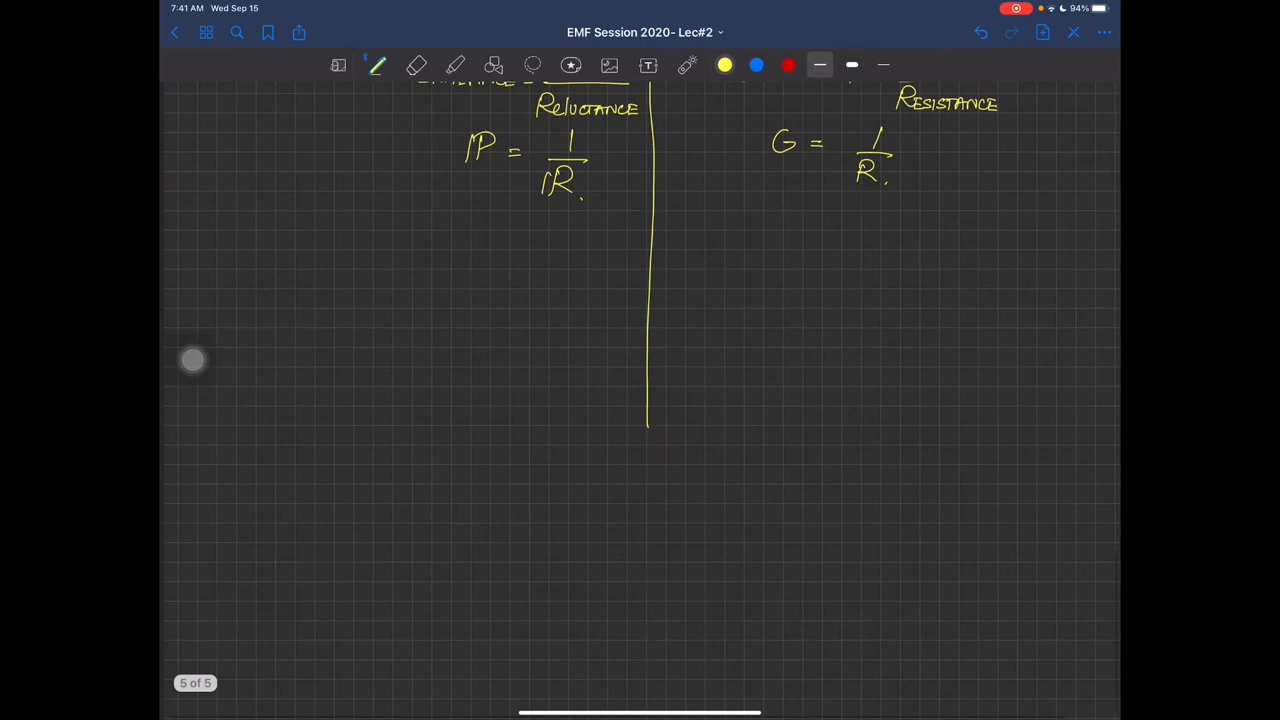 7:41 AM Wed Sep 15
94%
EMF Session 2020- Lec#2
T
= 
Reluctance
Resistance
P = 1
R.
G = 1
R.
5 of 5